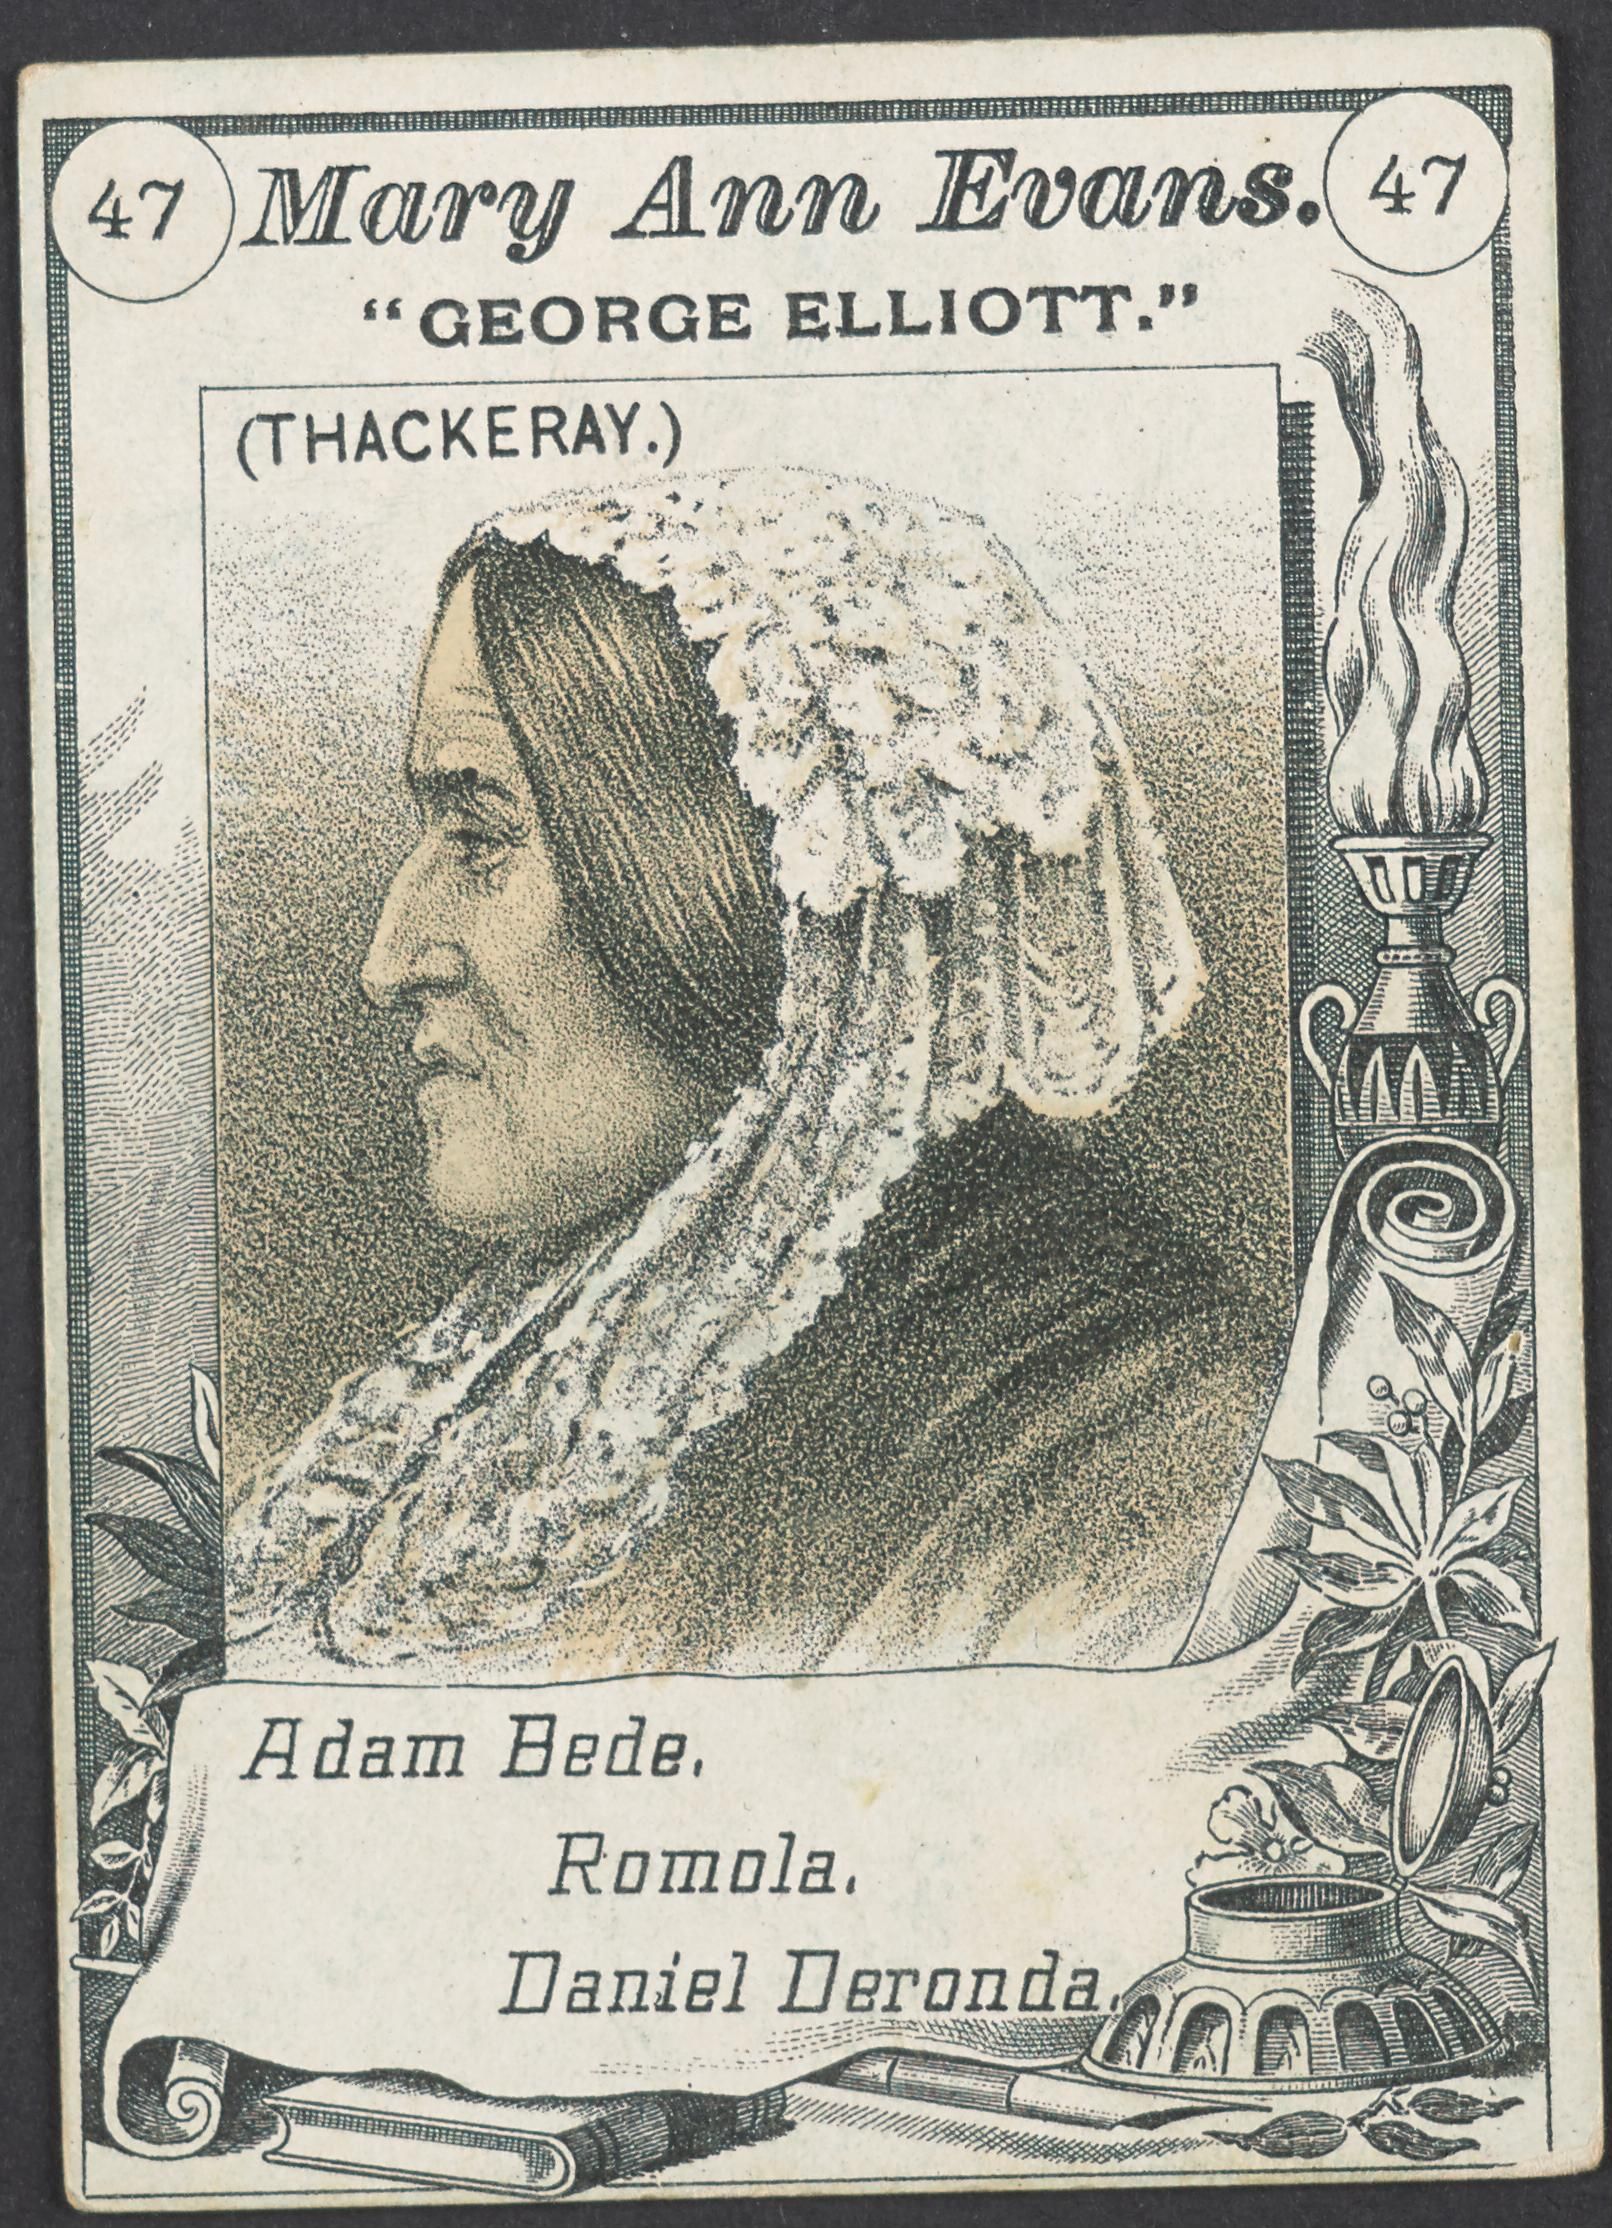 47 Mary Ann Evans. 47
"GEORGE ELLIOTT."
(THACKERAY.)
Adam Bede.
Romola.
Daniel Deronda.